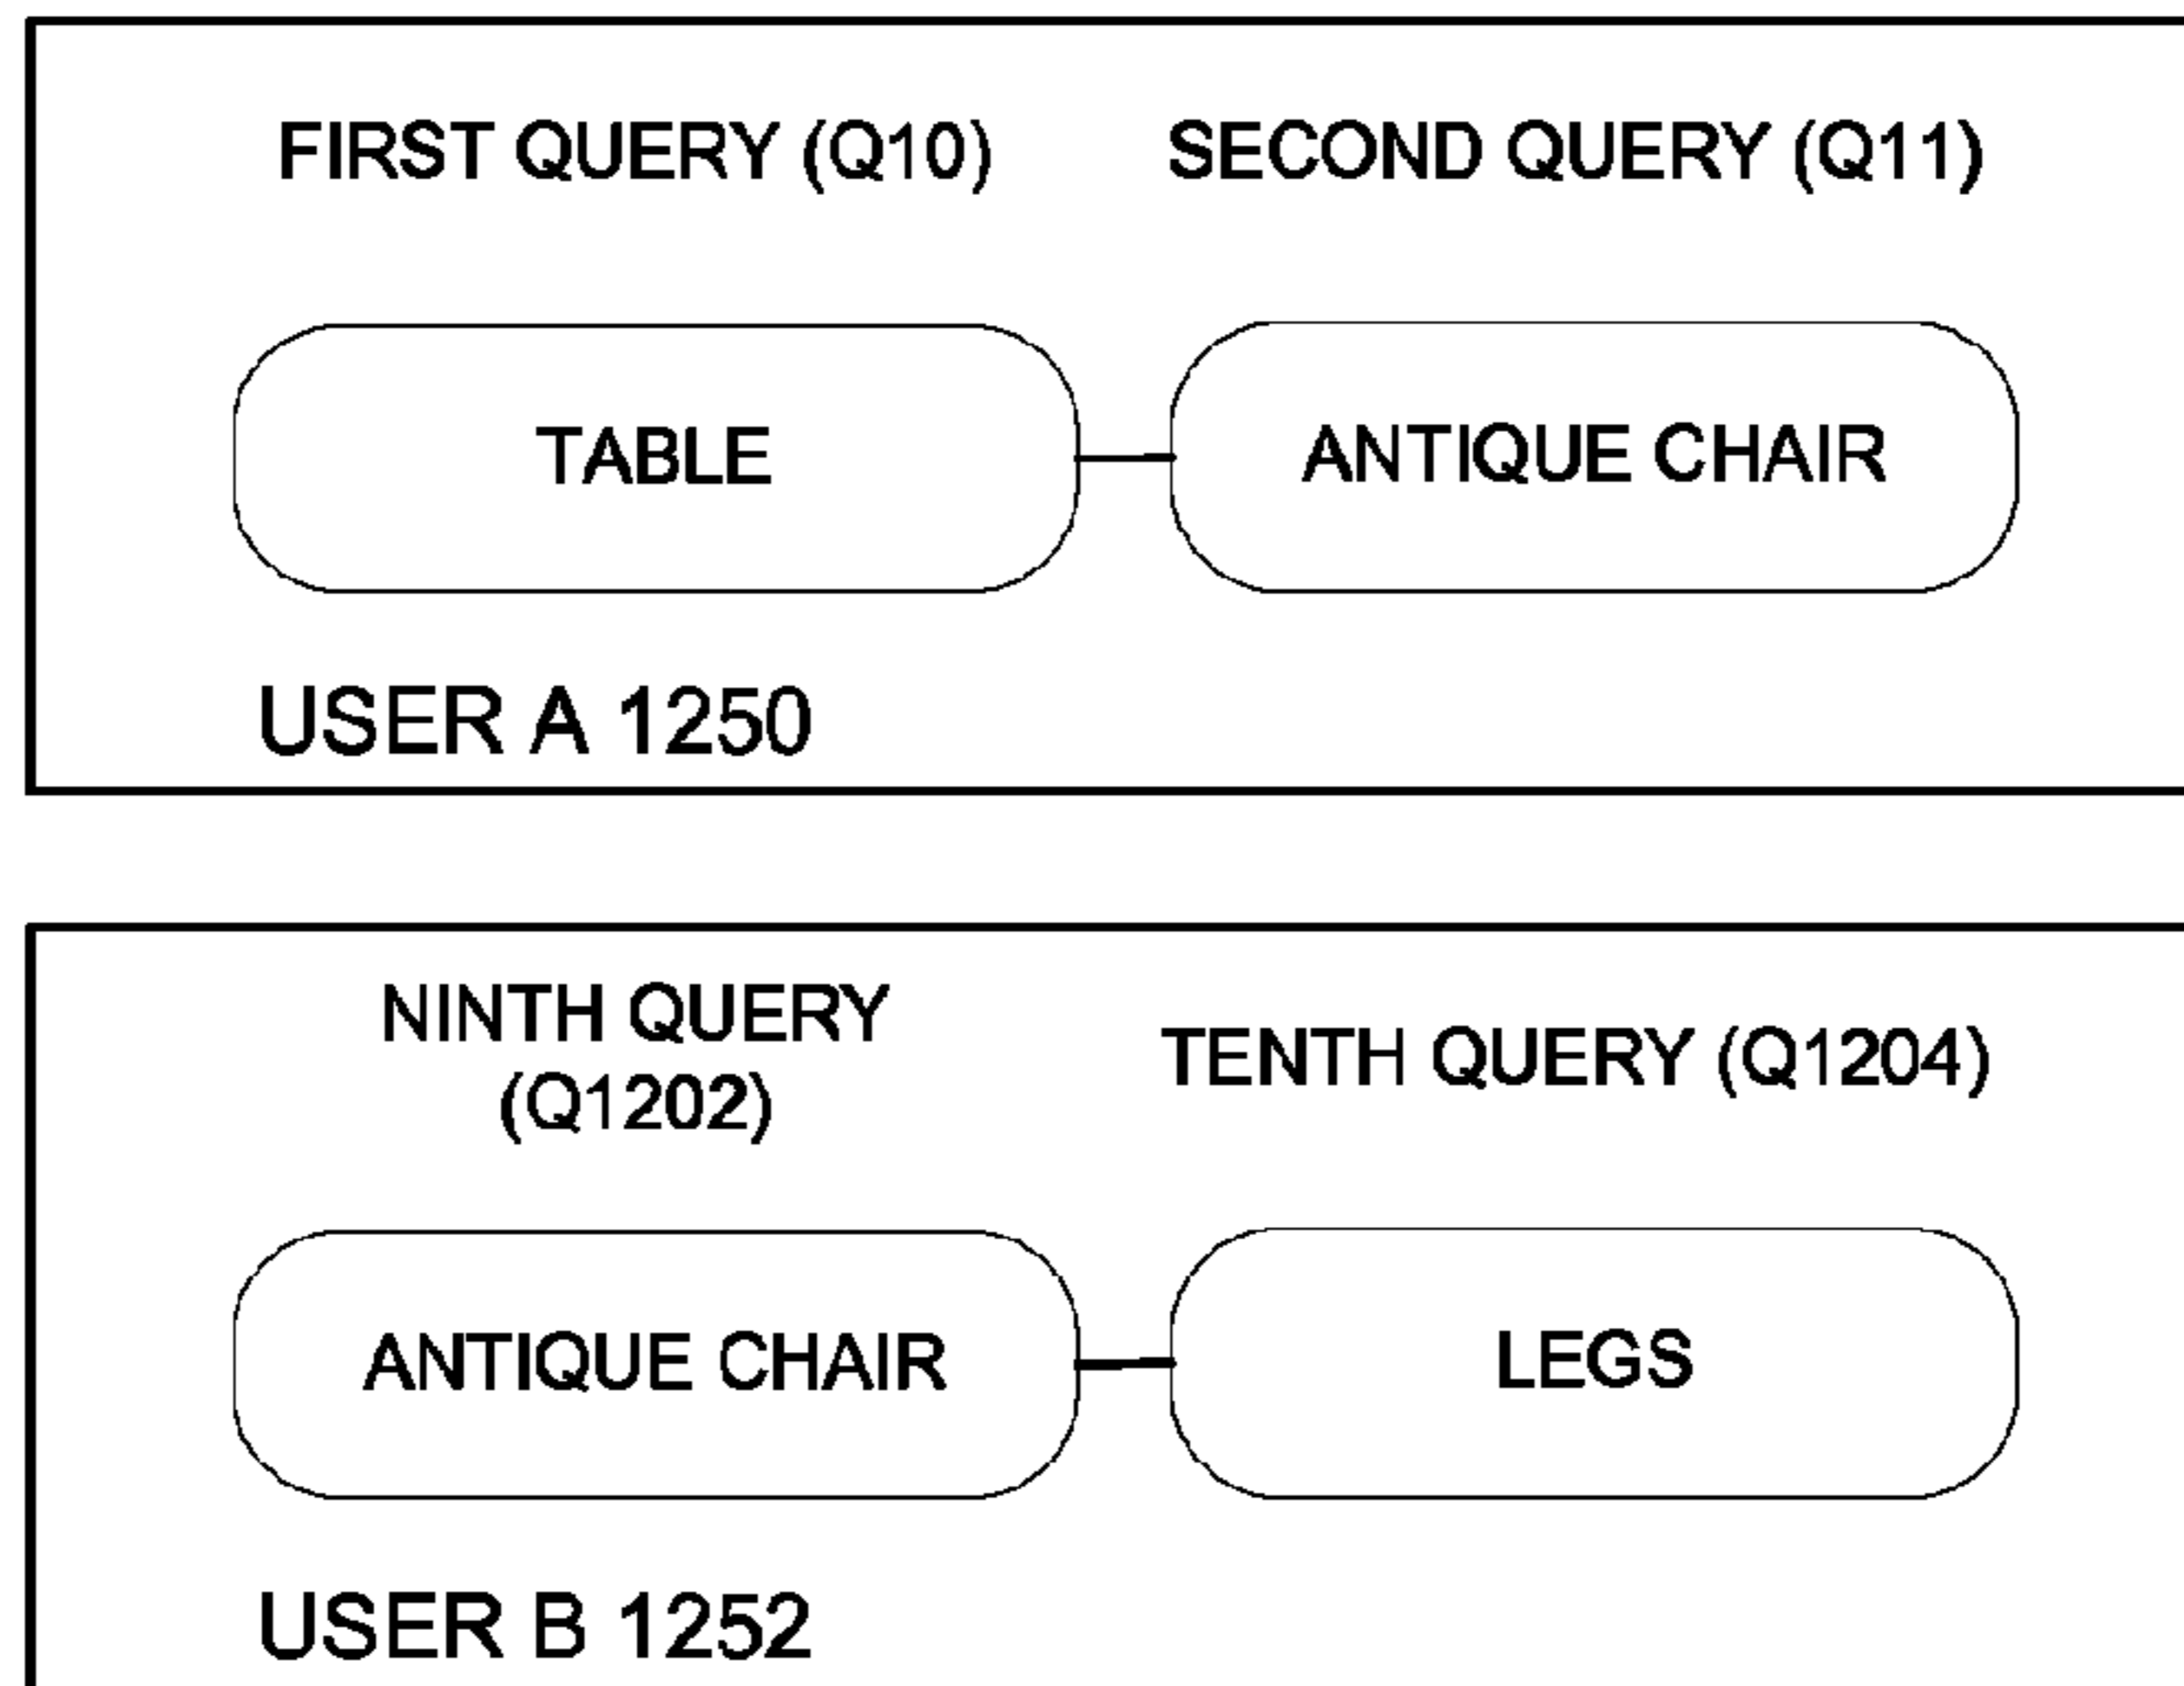 FIRST QUERY (Q10) SECOND QUERY (Q11)
TABLE ANTIQUE CHAIR
USER A 1250
NINTH QUERY
(Q1202)
TENTH QUERY (Q1204)
ANTIQUE CHAIR LEGS
USER B 1252